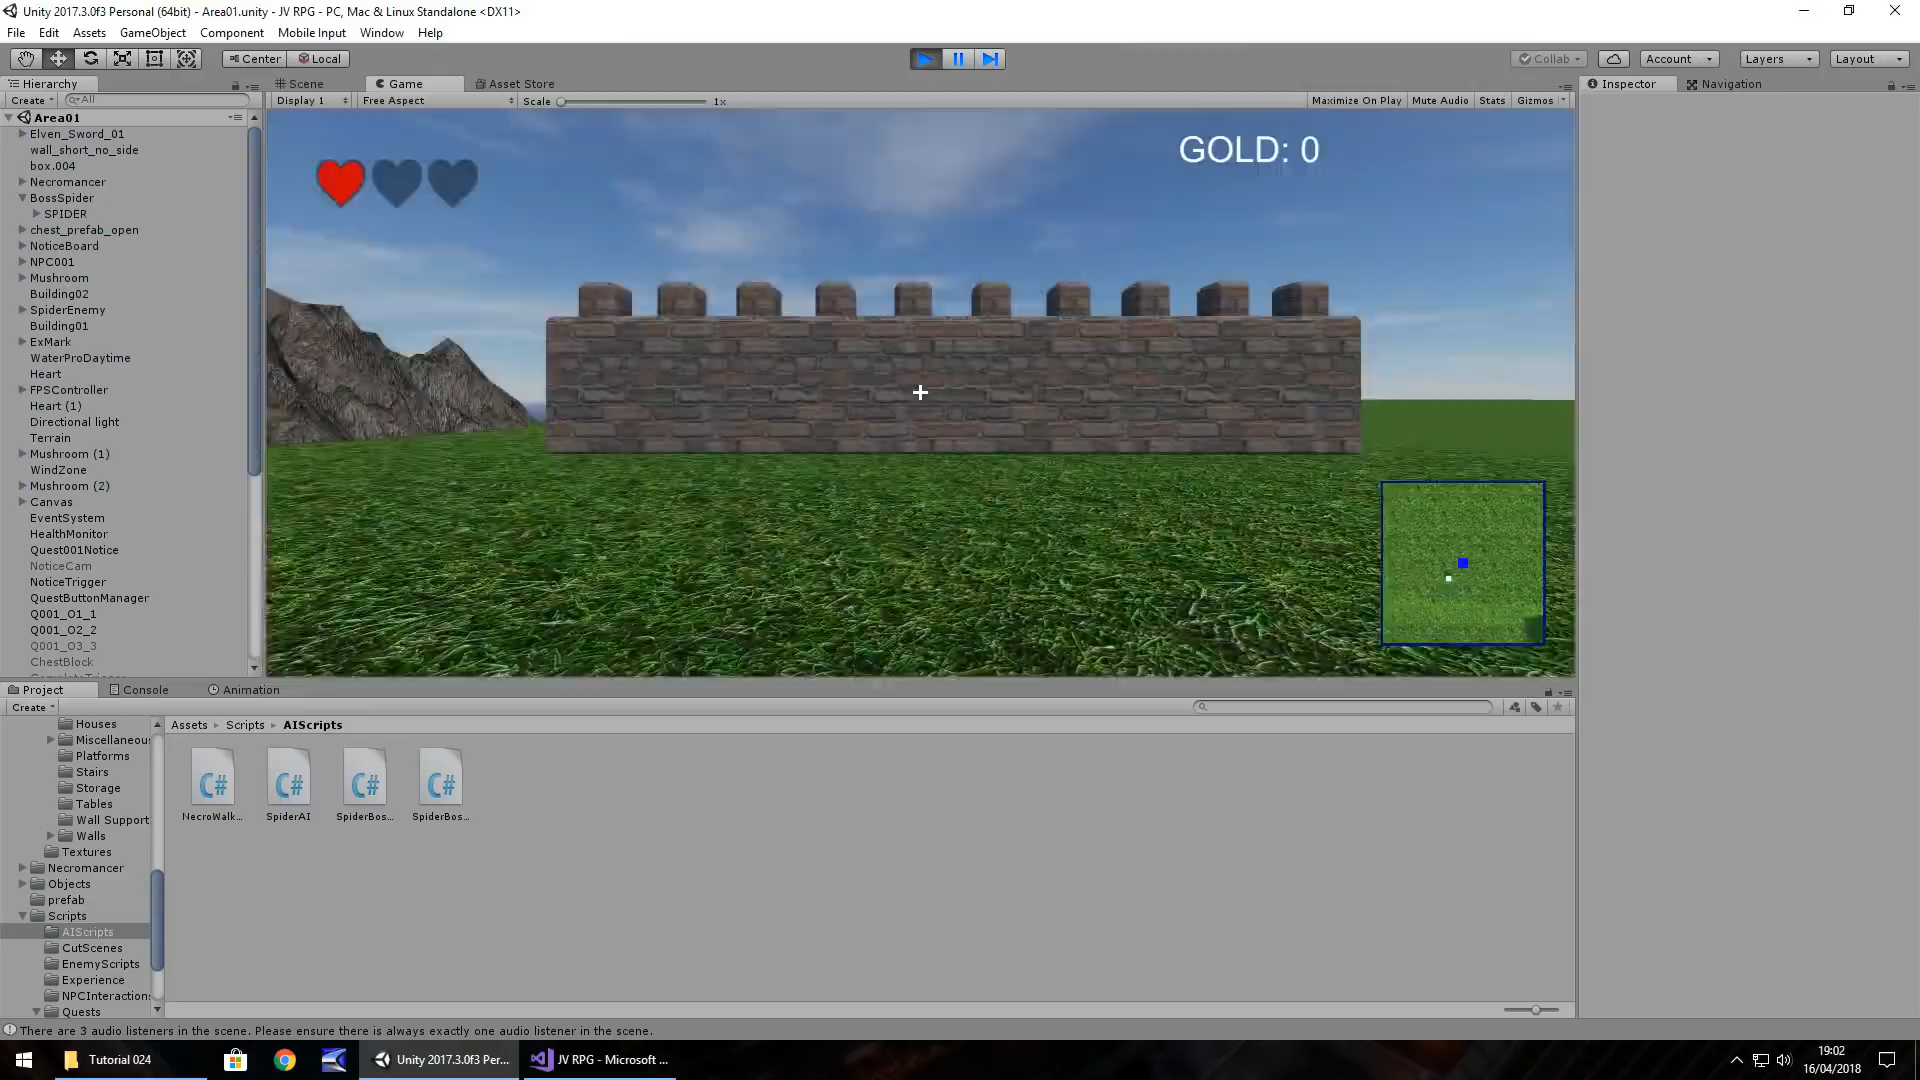 Unity 2017.3.0f3 Personal (64bit) - Area01.unity - JV RPG - PC, Mac & Linux Standalone <DX11>
File Edit Assets GameObject Component Mobile Input Window Help
Center Local
Collab Account Layers Layout
Hierarchy
Scene Game Asset Store
Inspector Navigation
Create All
Display 1 Free Aspect Scale 1x
Maximize On Play Mute Audio Stats Gizmos
Area01
Elven_Sword_01
wall_short_no_side
box.004
Necromancer
BossSpider
SPIDER
chest_prefab_open
NoticeBoard
NPC001
Mushroom
Building02
SpiderEnemy
Building01
ExMark
WaterProDaytime
Heart
FPSController
Heart (1)
Directional light
Terrain
Mushroom (1)
WindZone
Mushroom (2)
Canvas
EventSystem
HealthMonitor
Quest001Notice
NoticeCam
NoticeTrigger
QuestButtonManager
Q001_O1_1
Q001_O2_2
Q001_O3_3
ChestBlock
GOLD: 0
Project Console Animation
Create
Houses
Miscellaneous
Platforms
Stairs
Storage
Tables
Wall Support
Walls
Textures
Necromancer
Objects
prefab
Scripts
AIScripts
CutScenes
EnemyScripts
Experience
NPCInteraction
Quests
Assets Scripts AIScripts
C# C# C# C#
NecroWalk... SpiderAI SpiderBos... SpiderBos...
There are 3 audio listeners in the scene. Please ensure there is always exactly one audio listener in the scene.
Tutorial 024
Unity 2017.3.0f3 Per...
JV RPG - Microsoft ...
19:02
16/04/2018